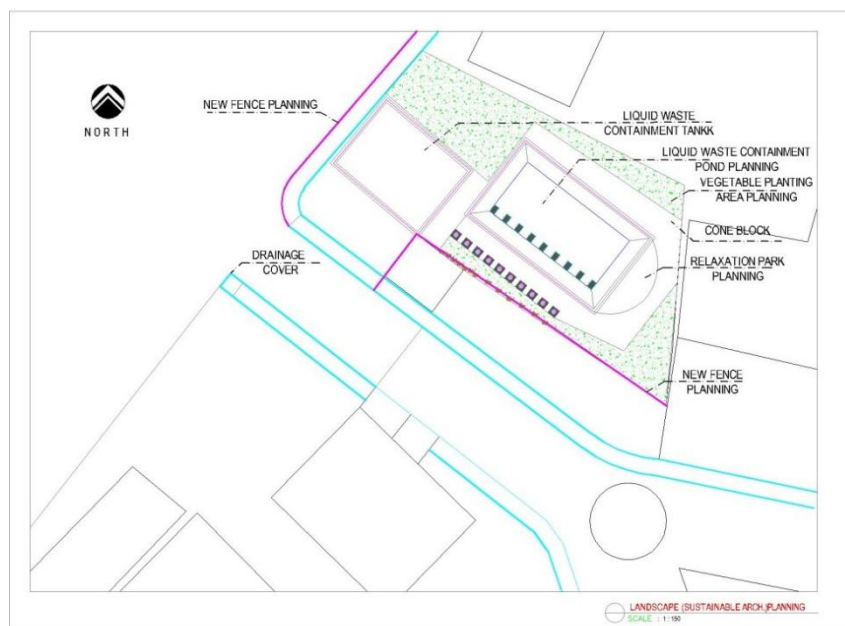 NORTH
NEW FENCE PLANNING
LIQUID WASTE
CONTAINMENT TANKK
LIQUID WASTE CONTAINMENT
POND PLANNING
VEGETABLE PLANTING
AREA PLANNING
CONE BLOCK
DRAINAGE
COVER
RELAXATION PARK
PLANNING
NEW FENCE
PLANNING
LANDSCAPE (SUSTAINABLE ARCH.)PLANNING
SCALE : 1 : 150